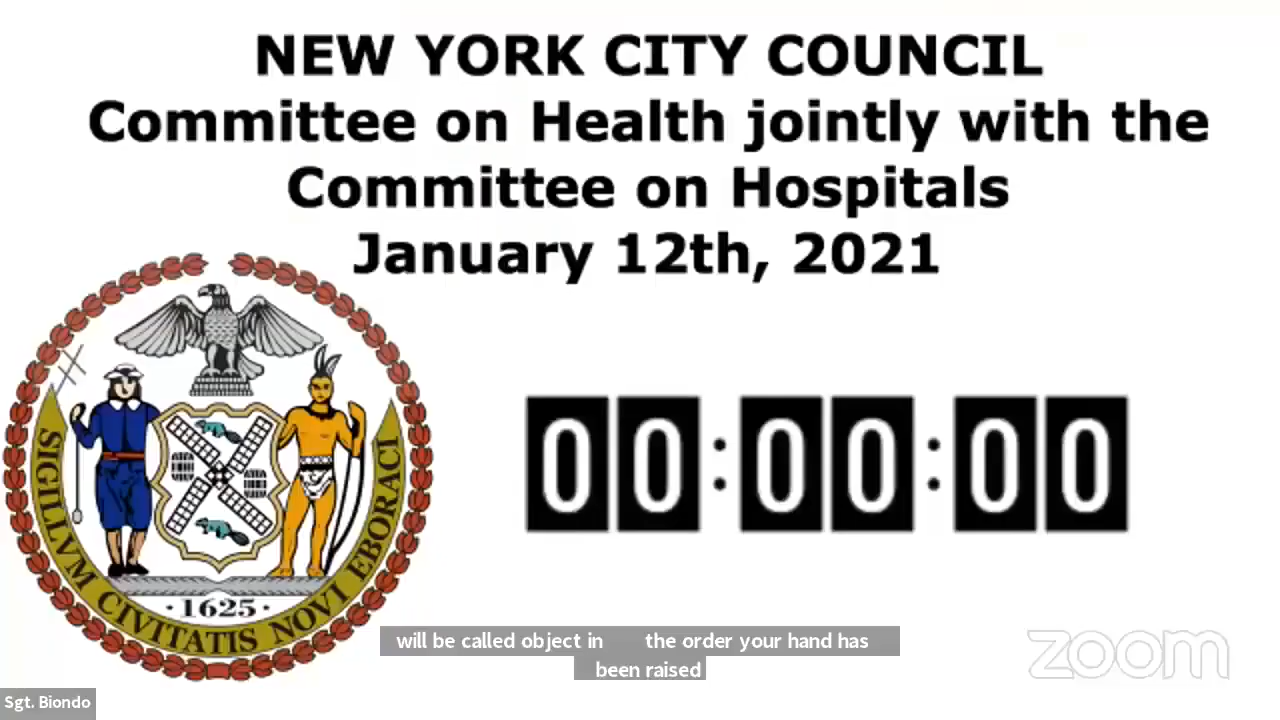 NEW YORK CITY COUNCIL
Committee on Health jointly with the
Committee on Hospitals
January 12th, 2021
00:00:00
SIGILLVM CIVITATIS NOVI EBORACI
·1625·
will be called object in the order your hand has
been raised
zoom
Sgt. Biondo